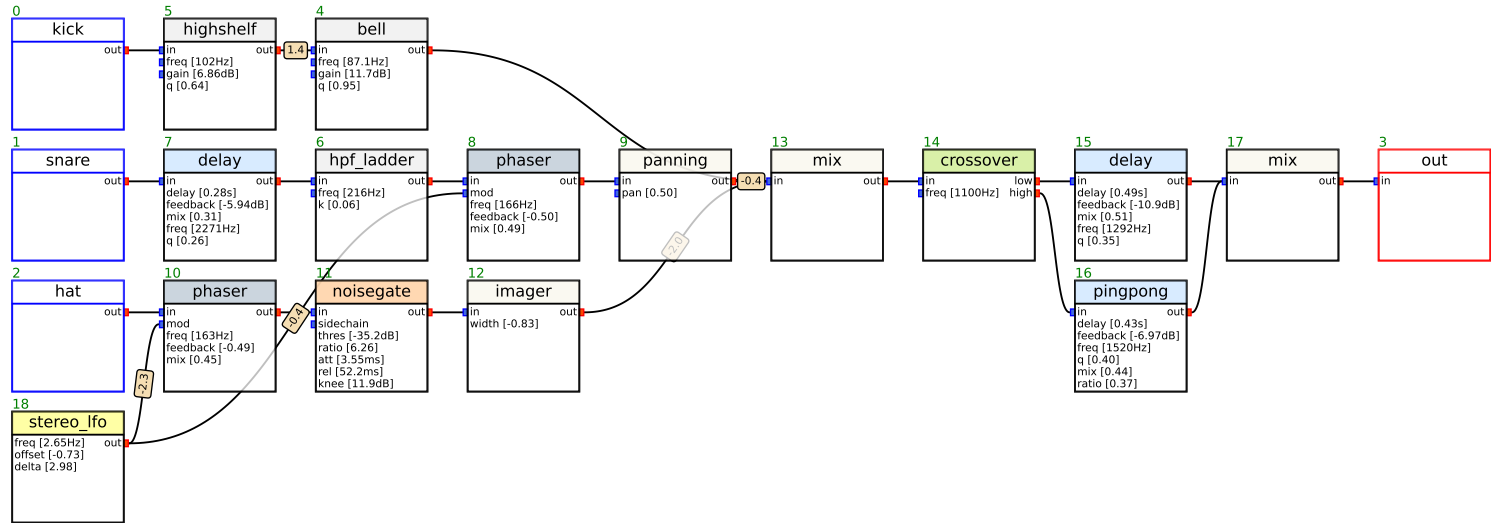 0
kick
out
5
highshelf
in out
freq [102Hz]
gain [6.86dB]
q [0.64]
1.4
4
bell
in out
freq [87.1Hz]
gain [11.7dB]
q [0.95]
1
snare
out
7
delay
in out
delay [0.28s]
feedback [-5.94dB]
mix [0.31]
freq [2271Hz]
q [0.26]
6
hpf_ladder
in out
freq [216Hz]
k [0.06]
8
phaser
in out
mod
freq [166Hz]
feedback [-0.50]
mix [0.49]
9
panning
in out
pan [0.50]
-0.4
13
mix
in out
14
crossover
in low
freq [1100Hz] high
15
delay
in out
delay [0.49s]
feedback [-10.9dB]
mix [0.51]
freq [1292Hz]
q [0.35]
17
mix
in out
3
out
in
2
hat
out
10
phaser
in out
mod
freq [163Hz]
feedback [-0.49]
mix [0.45]
-0.4
11
noisegate
in out
sidechain
thres [-35.2dB]
ratio [6.26]
att [3.55ms]
rel [52.2ms]
knee [11.9dB]
12
imager
in out
width [-0.83]
-2.0
16
pingpong
in out
delay [0.43s]
feedback [-6.97dB]
freq [1520Hz]
q [0.40]
mix [0.44]
ratio [0.37]
-2.3
18
stereo_lfo
freq [2.65Hz] out
offset [-0.73]
delta [2.98]